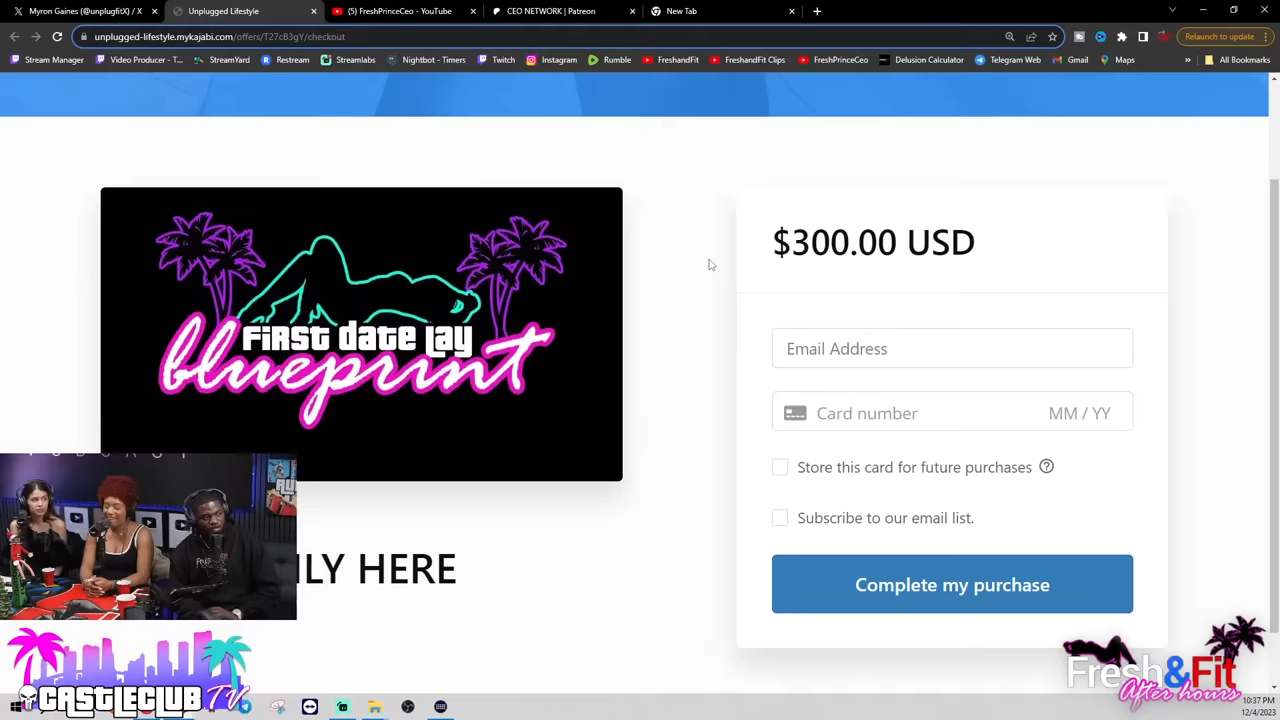 Myron Gaines (@unplugfitX) / X
Unplugged Lifestyle
(5) FreshPrinceCeo - YouTube
CEO NETWORK | Patreon
New Tab
unplugged-lifestyle.mykajabi.com/offers/T27cB3gY/checkout
Relaunch to update
Stream Manager
Video Producer - T...
StreamYard
Restream
Streamlabs
Nightbot - Timers
Twitch
Instagram
Rumble
FreshandFit
FreshandFit Clips
FreshPrinceCeo
Delusion Calculator
Telegram Web
Gmail
Maps
»
All Bookmarks
first date lay
blueprint
$300.00 USD
Email Address
Card number MM / YY
Store this card for future purchases
Subscribe to our email list.
Complete my purchase
ILY HERE
CASTLECLUB TV
Fresh&Fit
After hours
10:37 PM
12/4/2023